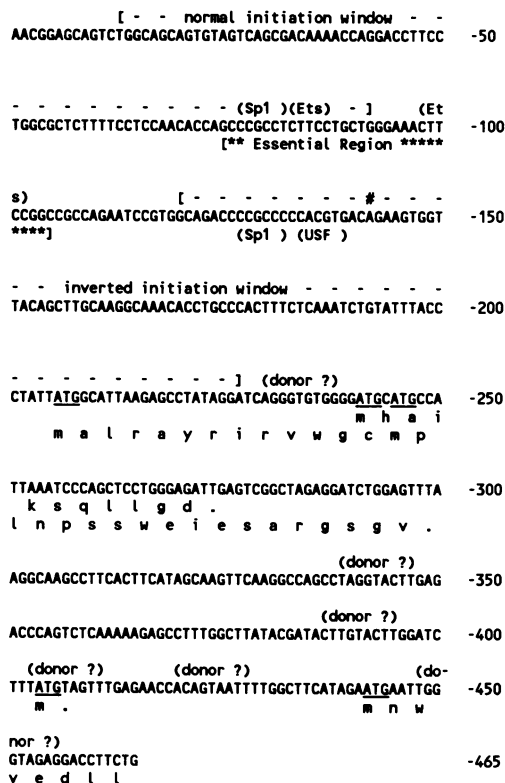 [ - - normal initiation window - -
AACGGAGCAGTCTGGCAGCAGTGTAGTCAGCGACAAAACCAGGACCTTCC -50
- - - - - - - - - - (Sp1 )(Ets) - ] (Et
TGGCGCTCTTTTCCTCCAACACCAGCCCGCCTCTTCCTGCTGGGAAACTT -100
[** Essential Region *****
s) [ - - - - - - - - # - - -
CCGGCCGCCAGAATCCGTGGCAGACCCCGCCCCCACGTGACAGAAGTGGT -150
****] (Sp1 ) (USF )
- - inverted initiation window - - - - - -
TACAGCTTGCAAGGCAAACACCTGCCCACTTTCTCAAATCTGTATTTACC -200
- - - - - - - - - - ] (donor ?)
CTATTATGGCATTAAGAGCCTATAGGATCAGGGTGTGGGGATGCATGCCA -250
m h a i
m a l r a y r i r v w g c m p
TTAAATCCCAGCTCCTGGGAGATTGAGTCGGCTAGAGGATCTGGAGTTTA -300
k s q l l g d .
l n p s s w e i e s a r g s g v .
(donor ?)
AGGCAAGCCTTCACTTCATAGCAAGTTCAAGGCCAGCCTAGGTACTTGAG -350
(donor ?)
ACCCAGTCTCAAAAAGAGCCTTTGGCTTATACGATACTTGTACTTGGATC -400
(donor ?) (donor ?) (do-
TTTATGTAGTTTGAGAACCACAGTAATTTTGGCTTCATAGAATGAATTGG -450
m . m n w
nor ?)
GTAGAGGACCTTCTG -465
v e d l l